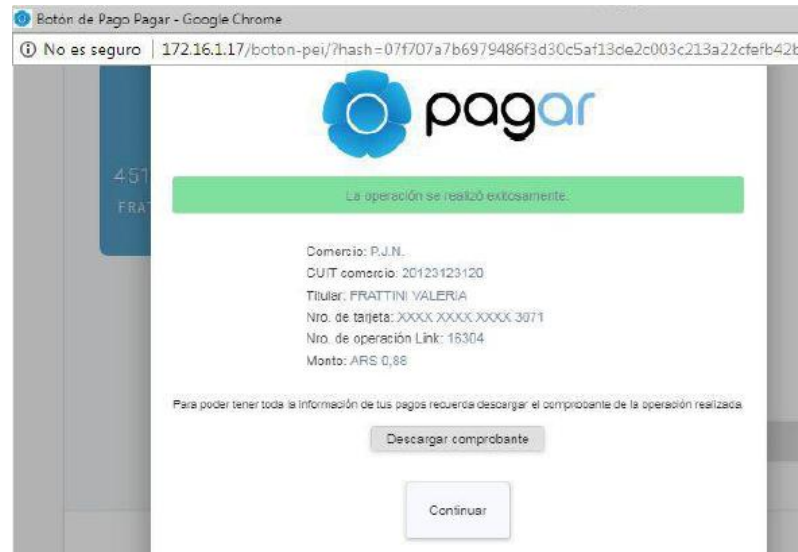 Botón de Pago Pagar - Google Chrome
No es seguro | 172.16.1.17/boton-pei/?hash=07f707a7b6979486f3d30c5af13de2c003c213a22cfefb42b
pagar
451
FRAT
La operación se realizó exitosamente.
Comercio: P.J.N.
CUIT comercio: 20123123120
Titular: FRATTINI VALERIA
Nro. de tarjeta: XXXX XXXX XXXX 3071
Nro. de operación Link: 16304
Monto: ARS 0,88
Para poder tener toda la información de tus pagos recuerda descargar el comprobante de la operación realizada
Descargar comprobante
Continuar